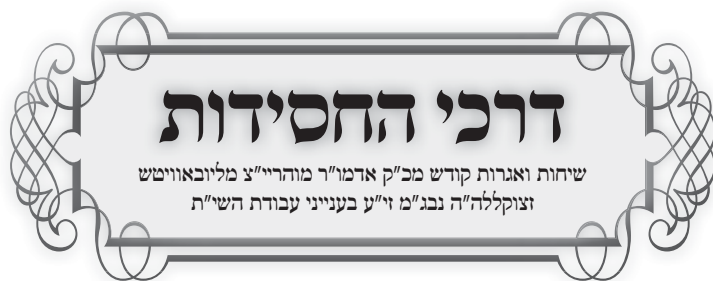 דרכי החסידות
שיחות ואגרות קודש מכ"ק אדמו"ר מוהריי"צ מליובאוויטש
זצוקללה"ה נבג"מ זי"ע בענייני עבודת השי"ת